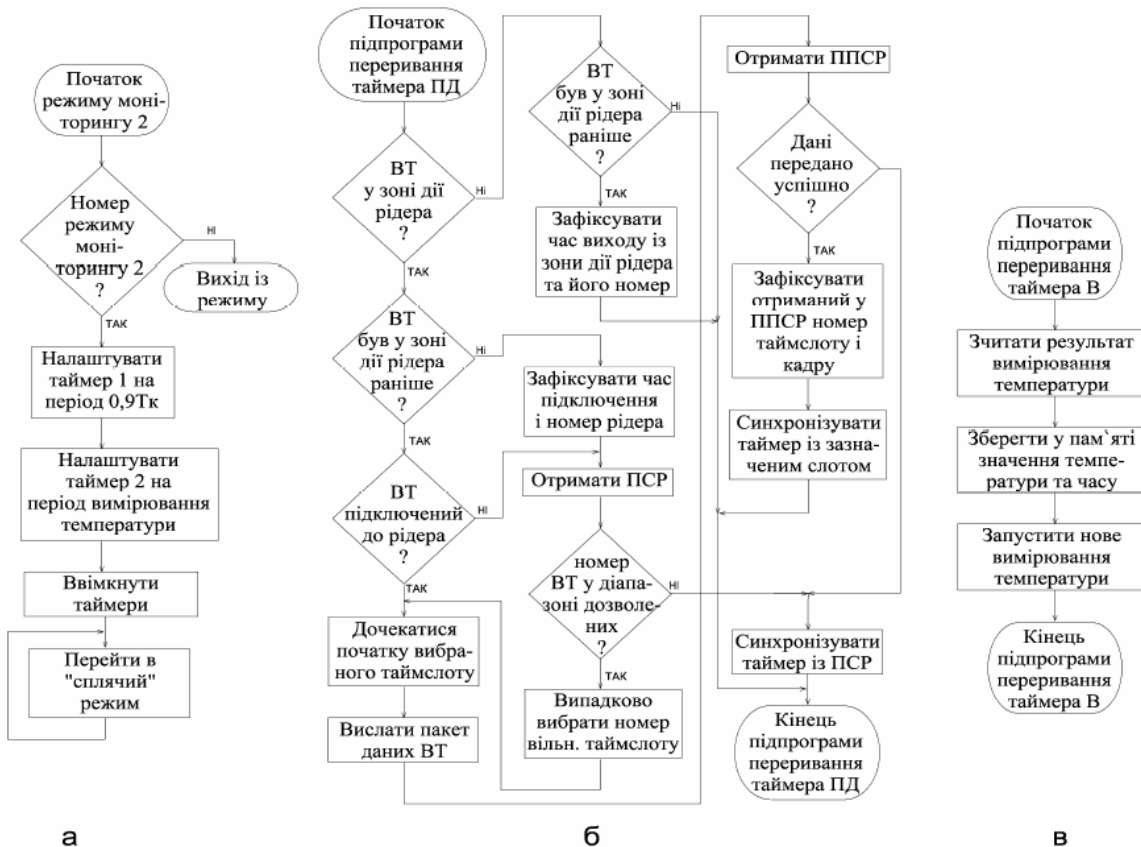 Початок
режиму моні-
торингу 2
Номер
режиму
моні-
торингу 2
?
НІ
Вихід із
режиму
ТАК
Налаштувати
таймер 1 на
період 0,9Тк
Налаштувати
таймер 2 на
період вимірювання
температури
Ввімкнути
таймери
Перейти в
"сплячий"
режим
а
Початок
підпрограми
переривання
таймера ПД
ВТ
у зоні дії
рідера
?
Ні
ТАК
ВТ
був у зоні
дії рідера
раніше
?
Ні
ТАК
ВТ
підключений
до рідера
?
НІ
ТАК
Дочекатися
початку вибра-
ного таймслоту
Вислати пакет
даних ВТ
ВТ
був у зоні
дії рідера
раніше
?
Ні
ТАК
Зафіксувати
час виходу із
зони дії рідера
та його номер
Зафіксувати час
підключення
і номер рідера
Отримати ПСР
номер
ВТ у діапа-
зоні дозволе-
них
?
НІ
ТАК
Випадково
вибрати номер
вільн. таймслоту
Отримати ППСР
Дані
передано
успішно
?
ТАК
Зафіксувати
отриманий у
ППСР номер
таймслоту і
кадру
Синхронізувати
таймер із зазна-
ченим слотом
Синхронізувати
таймер із ПСР
Кінець
підпрограми
переривання
таймера ПД
б
Початок
підпрограми
переривання
таймера В
Зчитати результат
вимірювання
температури
Зберегти у пам`яті
значення темпе-
ратури та часу
Запустити нове
вимірювання
температури
Кінець
підпрограми
переривання
таймера В
в